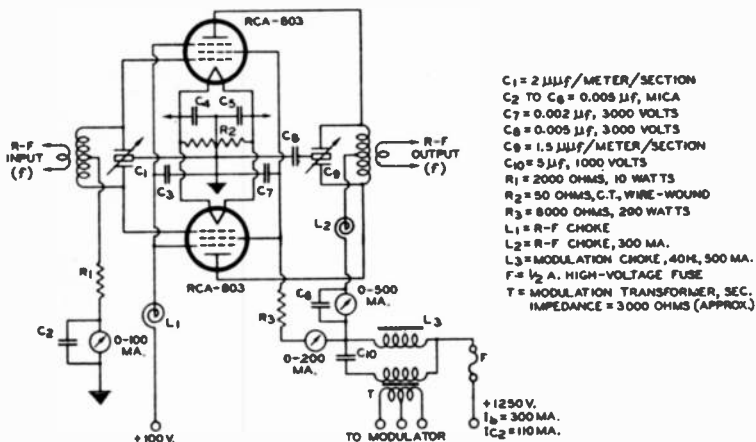 RCA-803
C4
C5
R2
R-F
INPUT
(f)
C1
C3
C7
C8
C9
R-F
OUTPUT
(f)
L2
RCA-803
R1
C2
0-100
MA.
L1
R3
C6
0-500
MA.
0-200
MA.
L3
C10
T
F
+100V.
TO MODULATOR
+1250V.
Ib = 300 MA.
IC2 = 110 MA.
C1 = 2 μμf/METER/SECTION
C2 TO C6 = 0.005 μf, MICA
C7 = 0.002 μf, 3000 VOLTS
C8 = 0.005 μf, 3000 VOLTS
C9 = 1.5 μμf/METER/SECTION
C10 = 5 μf, 1000 VOLTS
R1 = 2000 OHMS, 10 WATTS
R2 = 50 OHMS, C.T., WIRE-WOUND
R3 = 8000 OHMS, 200 WATTS
L1 = R-F CHOKE
L2 = R-F CHOKE, 300 MA.
L3 = MODULATION CHOKE, 40H., 500 MA.
F = 1/2 A. HIGH-VOLTAGE FUSE
T = MODULATION TRANSFORMER, SEC.
IMPEDANCE = 3000 OHMS (APPROX.)